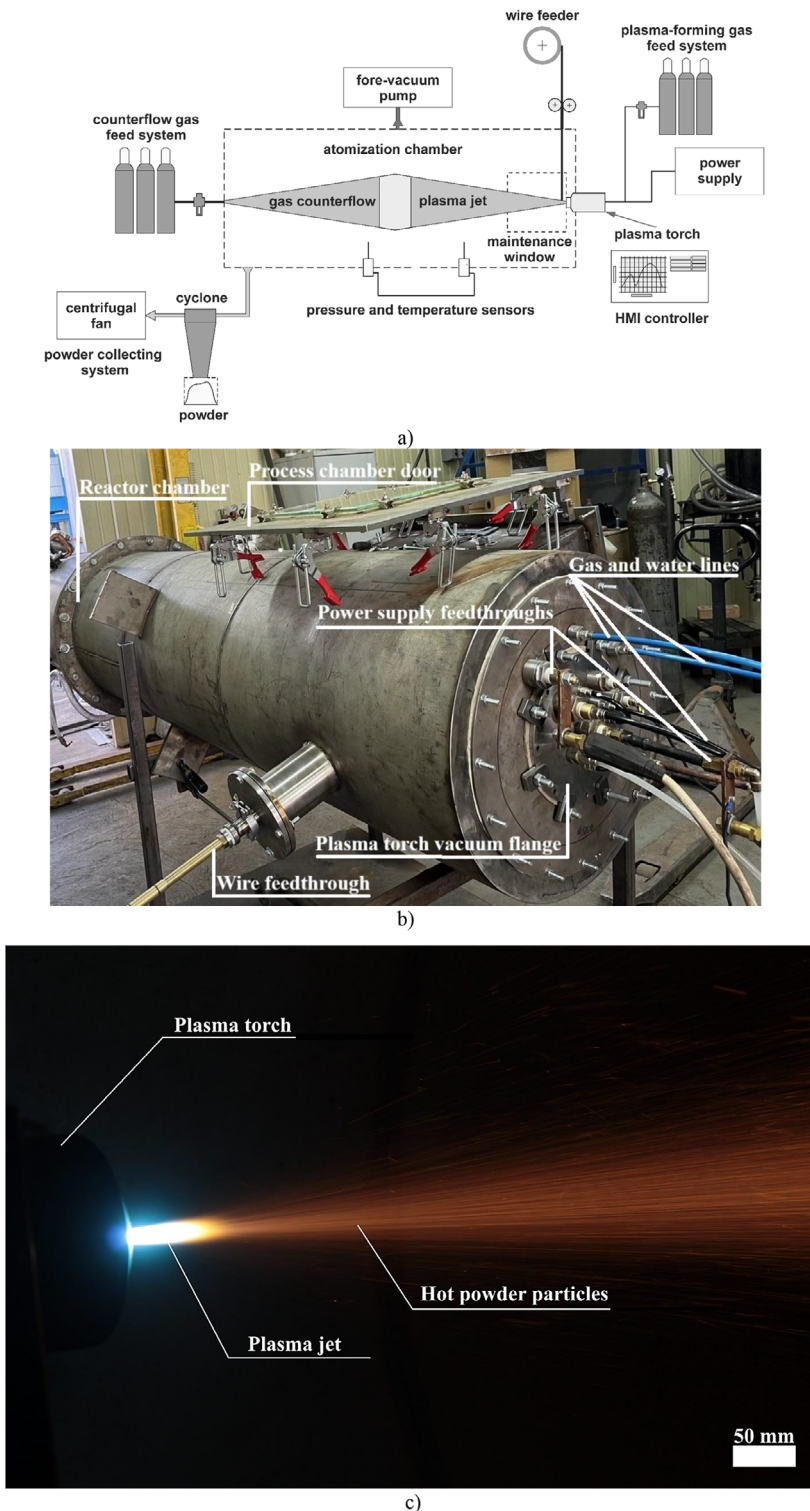 wire feeder
plasma-forming gas
feed system
fore-vacuum
pump
counterflow gas
feed system
atomization chamber
power
supply
gas counterflow
plasma jet
plasma torch
maintenance
window
cyclone
centrifugal
fan
pressure and temperature sensors
HMI controller
powder collecting
system
powder
a)
Process chamber door
Reactor chamber
Gas and water lines
Power supply feedthroughs
Plasma torch vacuum flange
Wire feedthrough
b)
Plasma torch
Hot powder particles
Plasma jet
50 mm
c)